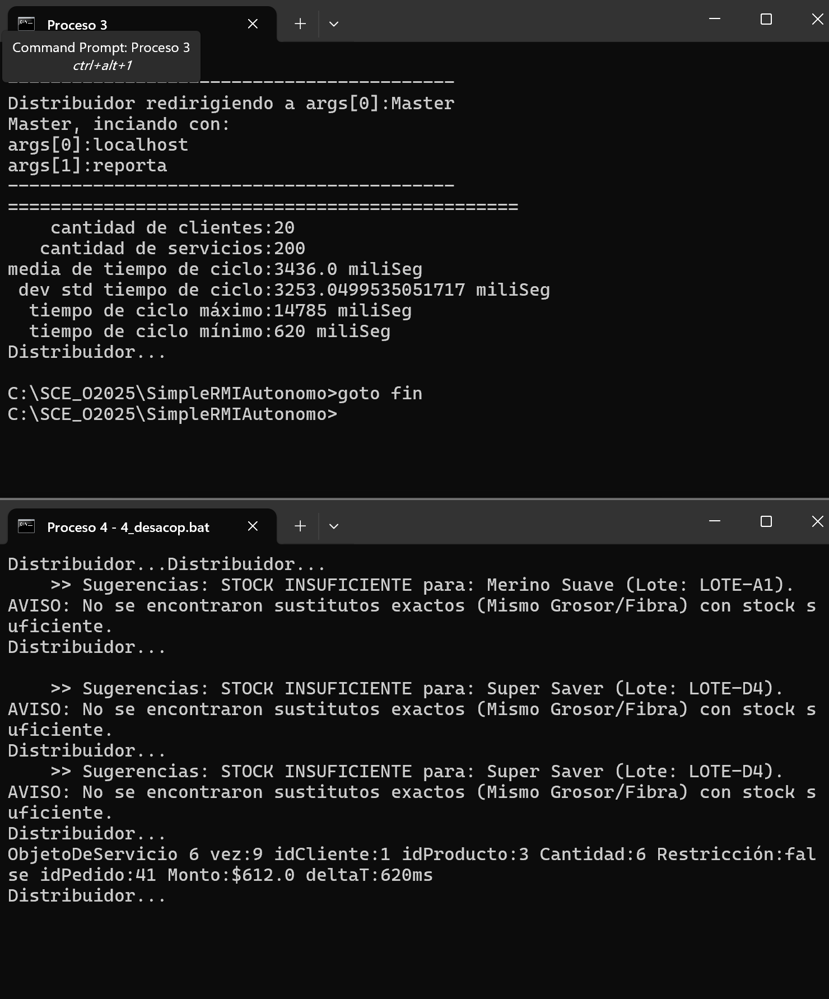 Proceso 3
Command Prompt: Proceso 3
ctrl+alt+1
------------------------------------------
Distribuidor redirigiendo a args[0]:Master
Master, inciando con:
args[0]:localhost
args[1]:reporta
------------------------------------------
================================================
    cantidad de clientes:20
   cantidad de servicios:200
media de tiempo de ciclo:3436.0 miliSeg
 dev std tiempo de ciclo:3253.0499535051717 miliSeg
  tiempo de ciclo máximo:14785 miliSeg
  tiempo de ciclo mínimo:620 miliSeg
Distribuidor...
C:\SCE_O2025\SimpleRMIAutonomo>goto fin
C:\SCE_O2025\SimpleRMIAutonomo>
Proceso 4 - 4_desacop.bat
Distribuidor...Distribuidor...
    >> Sugerencias: STOCK INSUFICIENTE para: Merino Suave (Lote: LOTE-A1).
AVISO: No se encontraron sustitutos exactos (Mismo Grosor/Fibra) con stock s
uficiente.
Distribuidor...
    >> Sugerencias: STOCK INSUFICIENTE para: Super Saver (Lote: LOTE-D4).
AVISO: No se encontraron sustitutos exactos (Mismo Grosor/Fibra) con stock s
uficiente.
Distribuidor...
    >> Sugerencias: STOCK INSUFICIENTE para: Super Saver (Lote: LOTE-D4).
AVISO: No se encontraron sustitutos exactos (Mismo Grosor/Fibra) con stock s
uficiente.
Distribuidor...
ObjetoDeServicio 6 vez:9 idCliente:1 idProducto:3 Cantidad:6 Restricción:fal
se idPedido:41 Monto:$612.0 deltaT:620ms
Distribuidor...